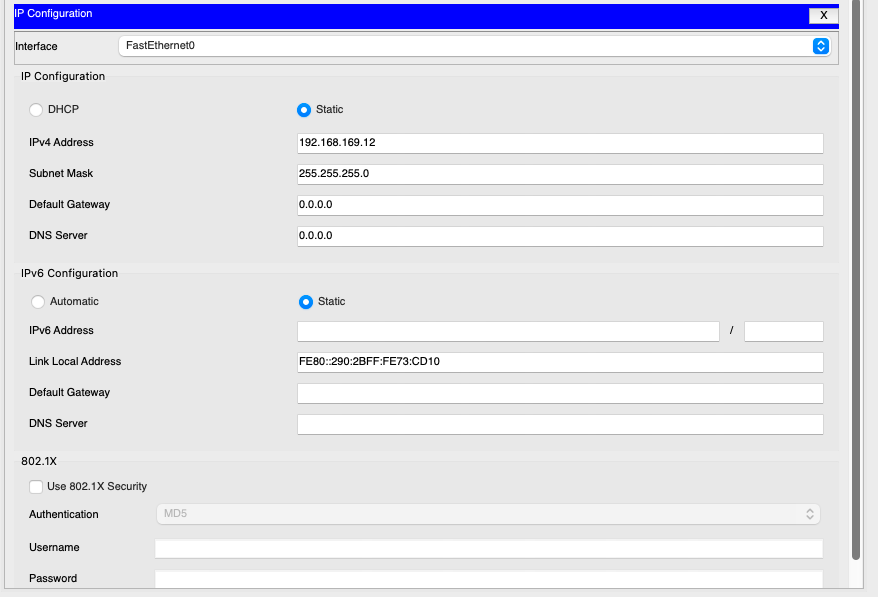 IP Configuration X
Interface FastEthernet0
IP Configuration
DHCP Static
IPv4 Address 192.168.169.12
Subnet Mask 255.255.255.0
Default Gateway 0.0.0.0
DNS Server 0.0.0.0
IPv6 Configuration
Automatic Static
IPv6 Address /
Link Local Address FE80::290:2BFF:FE73:CD10
Default Gateway
DNS Server
802.1X
Use 802.1X Security
Authentication MD5
Username
Password